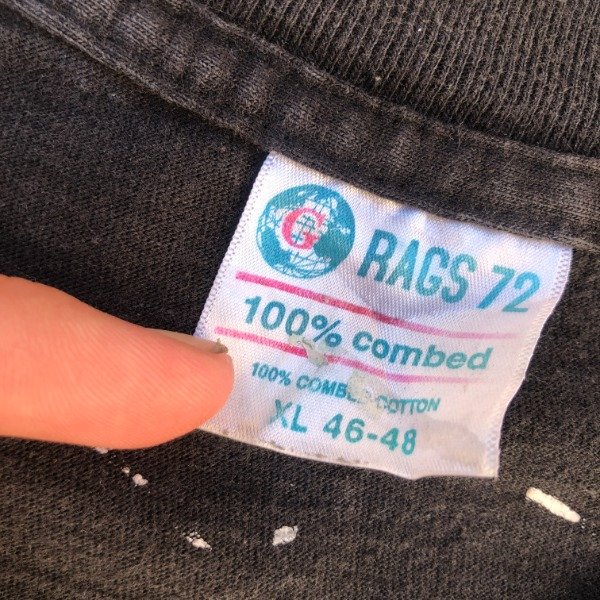 G RAGS 72
100% combed
100% COMBED COTTON
XL 46-48